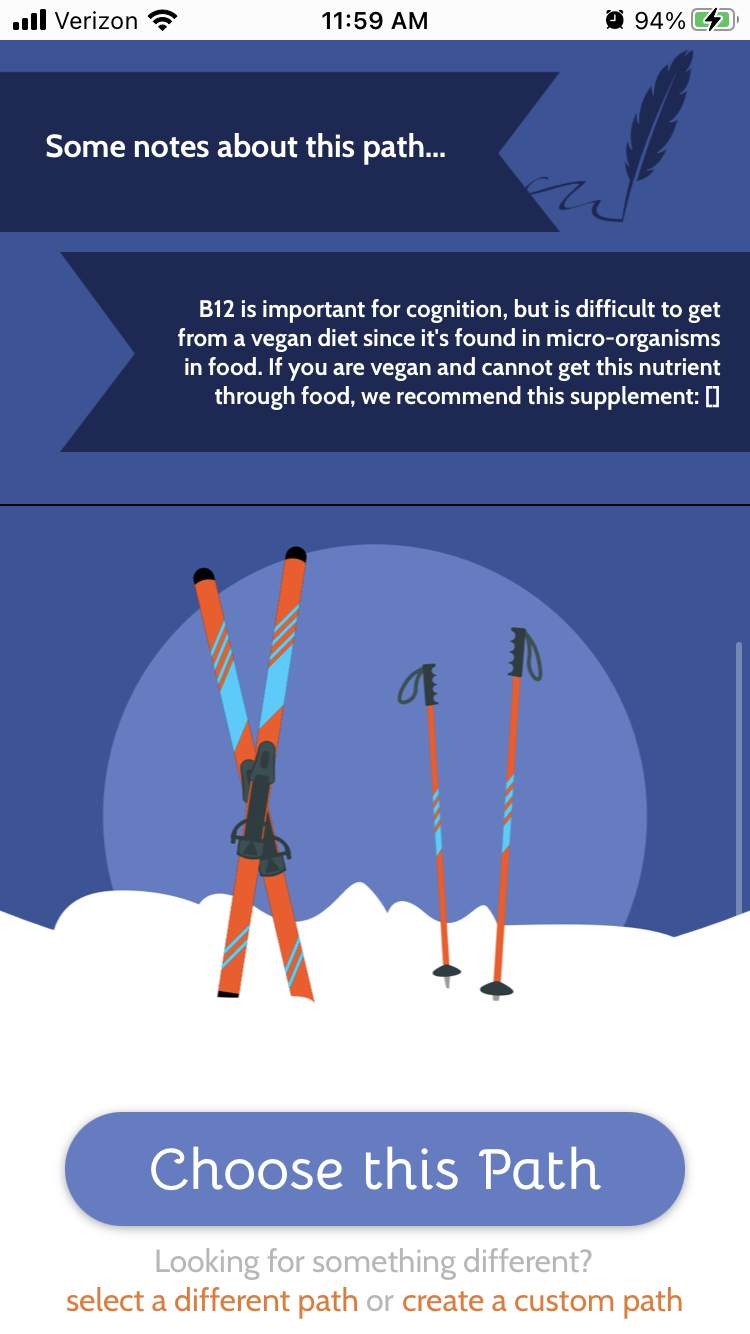 Verizon 11:59 AM 94%
Some notes about this path...
B12 is important for cognition, but is difficult to get
from a vegan diet since it's found in micro-organisms
in food. If you are vegan and cannot get this nutrient
through food, we recommend this supplement: []
Choose this Path
Looking for something different?
select a different path or create a custom path